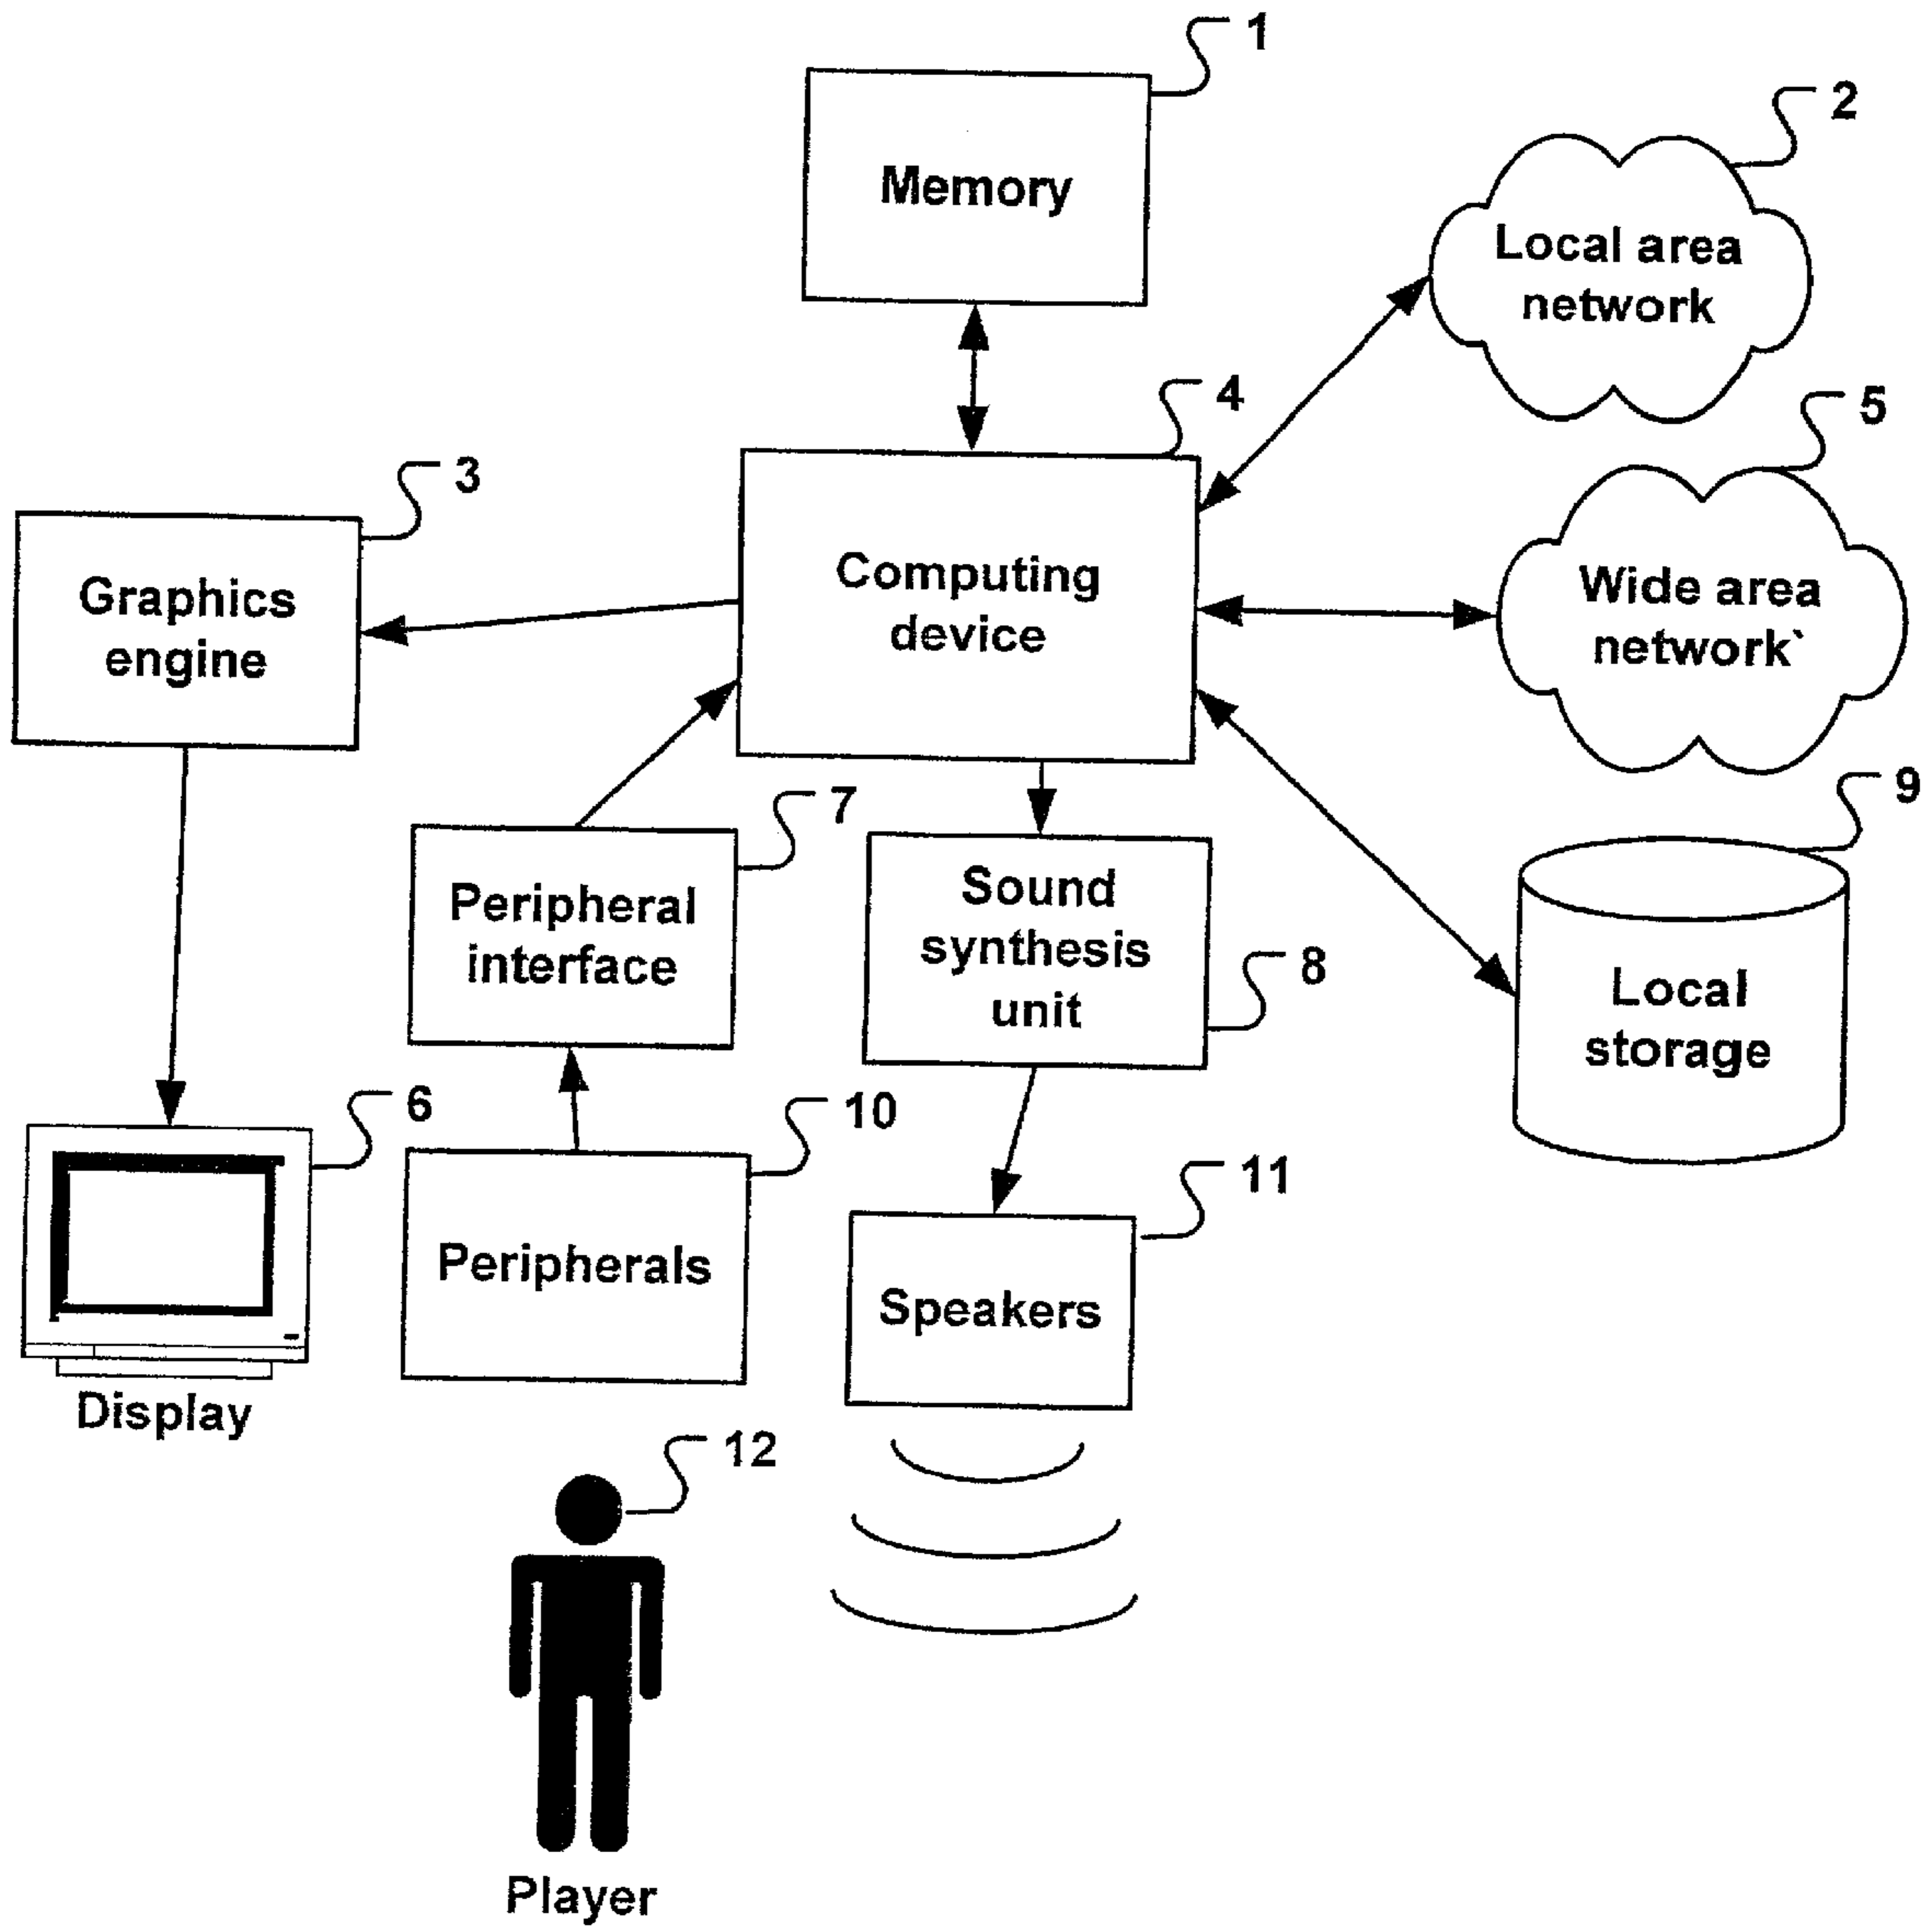 1
Memory
2
Local area
network
3
Graphics
engine
4
Computing
device
5
Wide area
network`
7
Peripheral
interface
Sound
synthesis
unit
8
9
Local
storage
6
Display
10
Peripherals
11
Speakers
12
Player